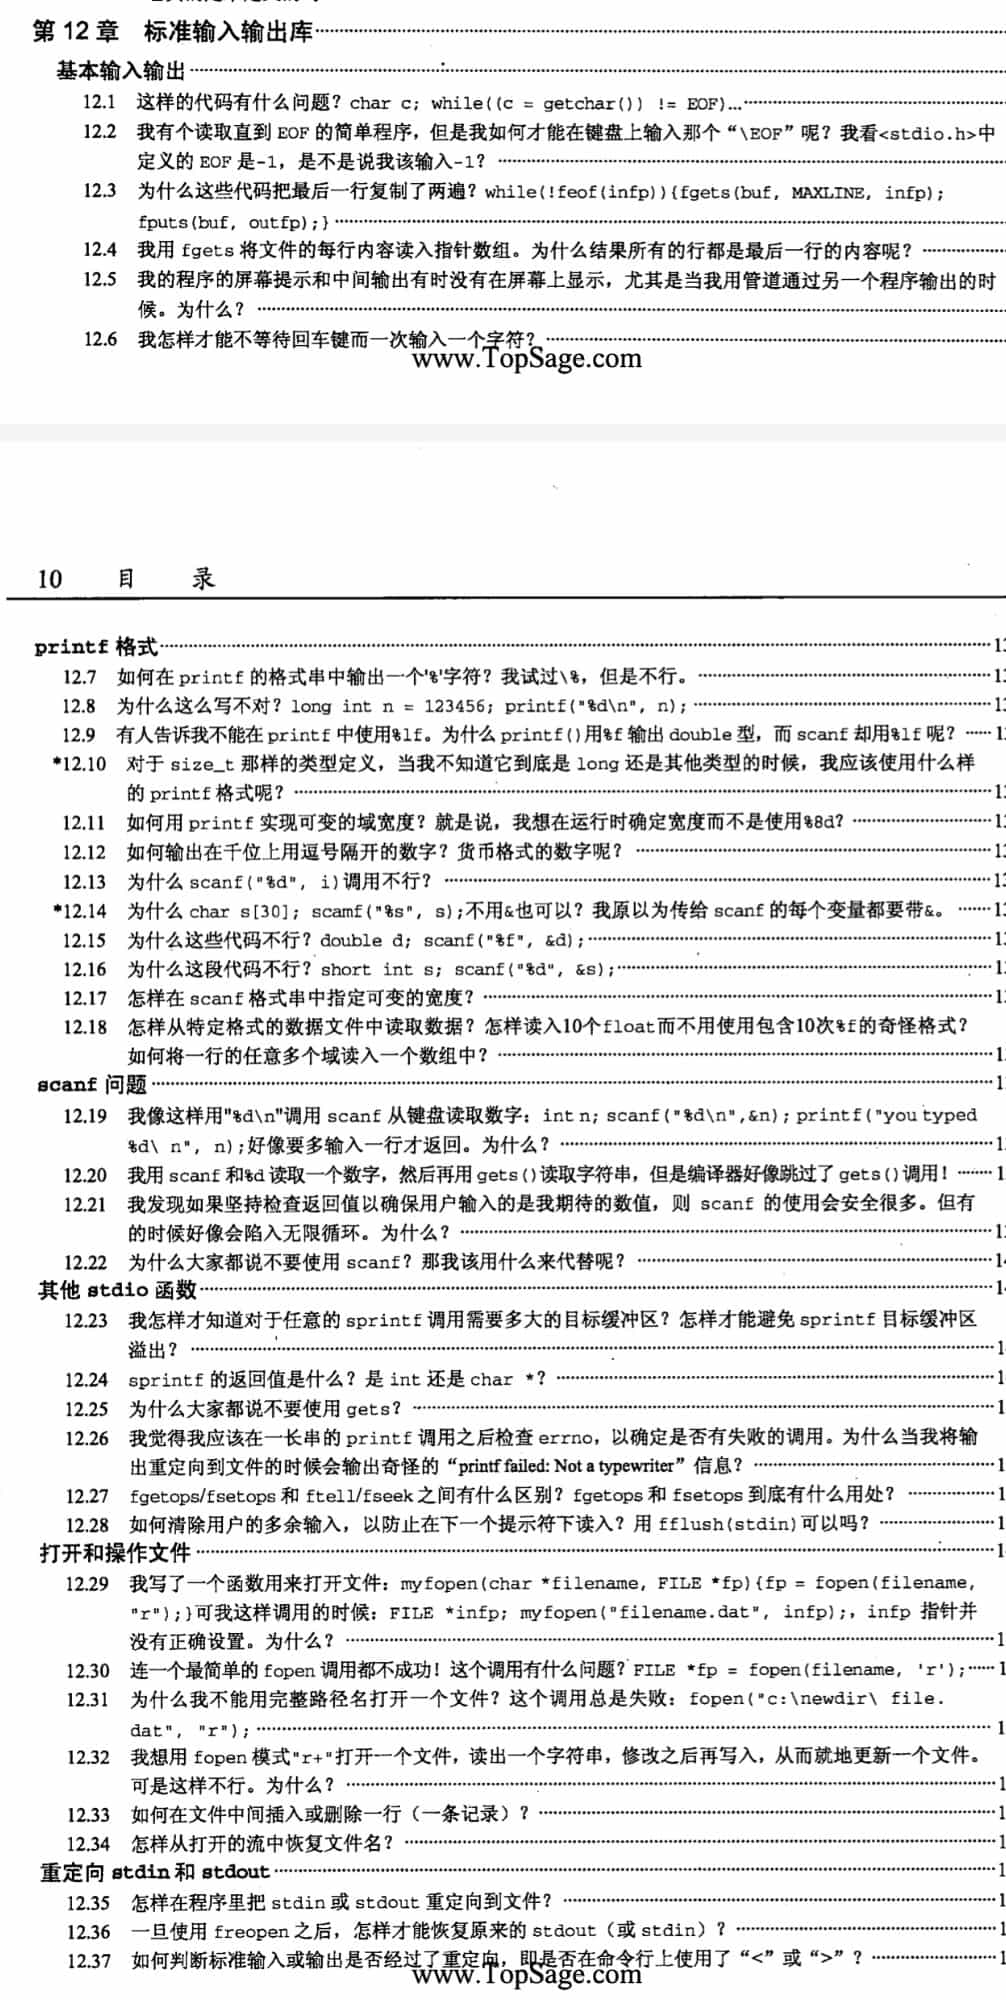 第 12 章 标准输入输出库
基本输入输出
12.1 这样的代码有什么问题？char c; while((c = getchar()) != EOF)…
12.2 我有个读取直到 EOF 的简单程序，但是我如何才能在键盘上输入那个“\EOF”呢？我看<stdio.h>中
定义的 EOF 是-1，是不是说我该输入-1？
12.3 为什么这些代码把最后一行复制了两遍？while(!feof(infp)){fgets(buf, MAXLINE, infp);
fputs(buf, outfp);}
12.4 我用 fgets 将文件的每行内容读入指针数组。为什么结果所有的行都是最后一行的内容呢？
12.5 我的程序的屏幕提示和中间输出有时没有在屏幕上显示，尤其是当我用管道通过另一个程序输出的时
候。为什么？
12.6 我怎样才能不等待回车键而一次输入一个字符？
www.TopSage.com
10 目 录
printf 格式
12.7 如何在 printf 的格式串中输出一个'%'字符？我试过\%，但是不行。
12.8 为什么这么写不对？long int n = 123456; printf("%d\n", n);
12.9 有人告诉我不能在 printf 中使用%lf。为什么 printf()用%f 输出 double 型，而 scanf 却用%lf 呢？
*12.10 对于 size_t 那样的类型定义，当我不知道它到底是 long 还是其他类型的时候，我应该使用什么样
的 printf 格式呢？
12.11 如何用 printf 实现可变的域宽度？就是说，我想在运行时确定宽度而不是使用%8d？
12.12 如何输出在千位上用逗号隔开的数字？货币格式的数字呢？
12.13 为什么 scanf("%d", i)调用不行？
*12.14 为什么 char s[30]; scamf("%s", s);不用&也可以？我原以为传给 scanf 的每个变量都要带&。
12.15 为什么这些代码不行？double d; scanf("%f", &d);
12.16 为什么这段代码不行？short int s; scanf("%d", &s);
12.17 怎样在 scanf 格式串中指定可变的宽度？
12.18 怎样从特定格式的数据文件中读取数据？怎样读入10个float而不用使用包含10次%f的奇怪格式？
如何将一行的任意多个域读入一个数组中？
scanf 问题
12.19 我像这样用"%d\n"调用 scanf 从键盘读取数字：int n; scanf("%d\n",&n); printf("you typed
%d\ n", n);好像要多输入一行才返回。为什么？
12.20 我用 scanf 和%d 读取一个数字，然后再用 gets()读取字符串，但是编译器好像跳过了 gets()调用！
12.21 我发现如果坚持检查返回值以确保用户输入的是我期待的数值，则 scanf 的使用会安全很多。但有
的时候好像会陷入无限循环。为什么？
12.22 为什么大家都说不要使用 scanf？那我该用什么来代替呢？
其他 stdio 函数
12.23 我怎样才知道对于任意的 sprintf 调用需要多大的目标缓冲区？怎样才能避免 sprintf 目标缓冲区
溢出？
12.24 sprintf 的返回值是什么？是 int 还是 char *？
12.25 为什么大家都说不要使用 gets？
12.26 我觉得我应该在一长串的 printf 调用之后检查 errno，以确定是否有失败的调用。为什么当我将输
出重定向到文件的时候会输出奇怪的“printf failed: Not a typewriter”信息？
12.27 fgetops/fsetops 和 ftell/fseek 之间有什么区别？fgetops 和 fsetops 到底有什么用处？
12.28 如何清除用户的多余输入，以防止在下一个提示符下读入？用 fflush(stdin)可以吗？
打开和操作文件
12.29 我写了一个函数用来打开文件：myfopen(char *filename, FILE *fp){fp = fopen(filename,
"r");}可我这样调用的时候：FILE *infp; myfopen("filename.dat", infp);，infp 指针并
没有正确设置。为什么？
12.30 连一个最简单的 fopen 调用都不成功！这个调用有什么问题？FILE *fp = fopen(filename, 'r');
12.31 为什么我不能用完整路径名打开一个文件？这个调用总是失败：fopen("c:\newdir\ file.
dat", "r");
12.32 我想用 fopen 模式"r+"打开一个文件，读出一个字符串，修改之后再写入，从而就地更新一个文件。
可是这样不行。为什么？
12.33 如何在文件中间插入或删除一行（一条记录）？
12.34 怎样从打开的流中恢复文件名？
重定向 stdin 和 stdout
12.35 怎样在程序里把 stdin 或 stdout 重定向到文件？
12.36 一旦使用 freopen 之后，怎样才能恢复原来的 stdout（或 stdin）？
12.37 如何判断标准输入或输出是否经过了重定向，即是否在命令行上使用了“<”或“>”？
www.TopSage.com